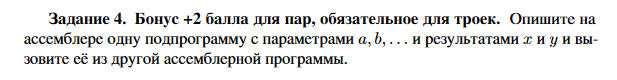 Задание 4. Бонус +2 балла для пар, обязательное для троек. Опишите на
ассемблере одну подпрограмму с параметрами a, b, . . . и результатами x и y и вы-
зовите её из другой ассемблерной программы.